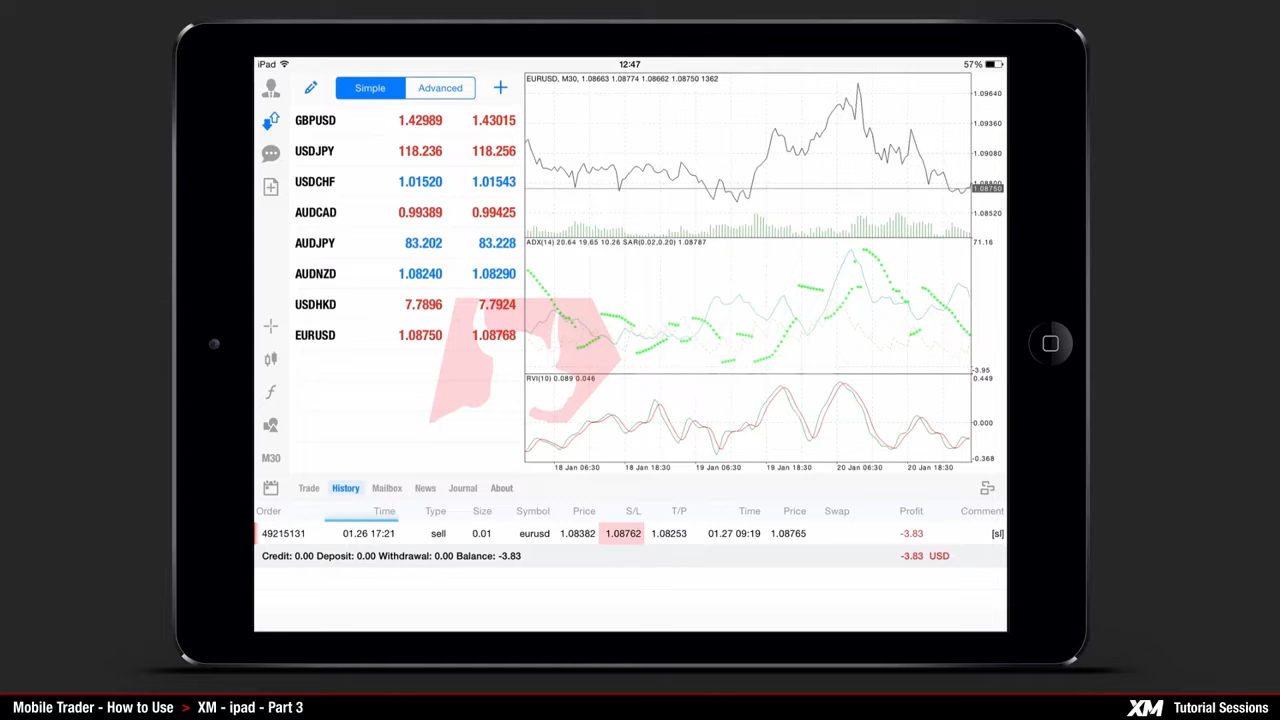 iPad 12:47 57%
Simple Advanced
GBPUSD 1.42989 1.43015
USDJPY 118.236 118.256
USDCHF 1.01520 1.01543
AUDCAD 0.99389 0.99425
AUDJPY 83.202 83.228
AUDNZD 1.08240 1.08290
USDHKD 7.7896 7.7924
EURUSD 1.08750 1.08768
M30
EURUSD, M30, 1.08663 1.08774 1.08662 1.08750 1362
1.09640
1.09360
1.09080
1.08800
1.08750
1.08520
ADX(14) 20.64 19.65 10.26 SAR(0.02,0.20) 1.08787
71.16
-3.95
RVI(10) 0.089 0.046
0.449
0.000
-0.368
18 Jan 06:30 18 Jan 18:30 19 Jan 06:30 19 Jan 18:30 20 Jan 06:30 20 Jan 18:30
Trade History Mailbox News Journal About
Order Time Type Size Symbol Price S/L T/P Time Price Swap Profit Comment
49215131 01.26 17:21 sell 0.01 eurusd 1.08382 1.08762 1.08253 01.27 09:19 1.08765 -3.83 [sl]
Credit: 0.00 Deposit: 0.00 Withdrawal: 0.00 Balance: -3.83 -3.83 USD
Mobile Trader - How to Use > XM - ipad - Part 3
XM Tutorial Sessions